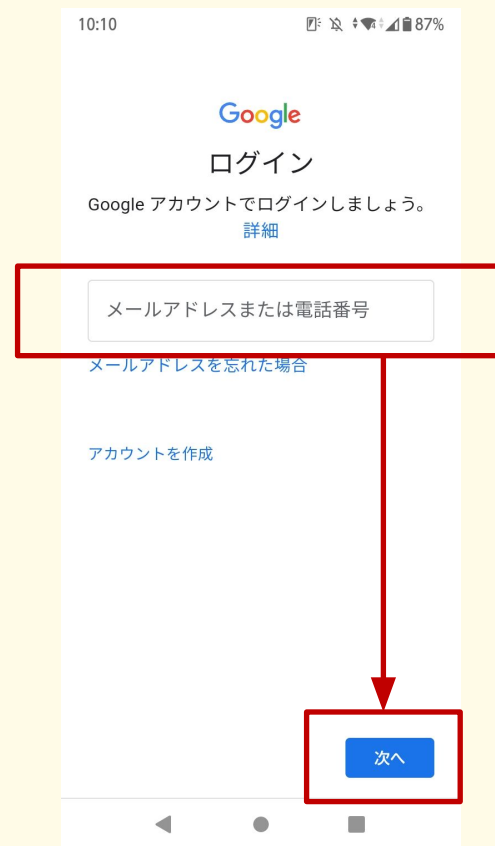 10:10
87%
Google
ログイン
Google アカウントでログインしましょう。
詳細
メールアドレスまたは電話番号
メールアドレスを忘れた場合
アカウントを作成
次へ